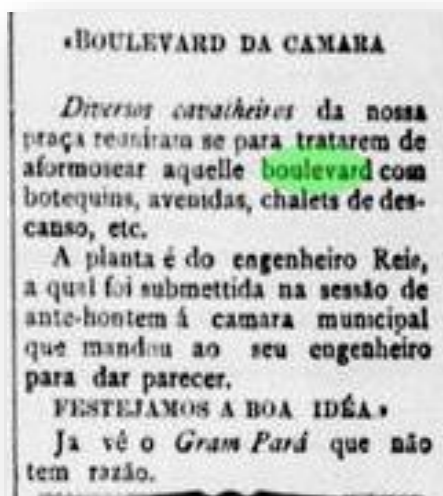 «BOULEVARD DA CAMARA
Diversos cavalheiros da nossa
praça reuniram se para tratarem de
aformosear aquelle boulevard com
botequins, avenidas, chalets de des-
canso, etc.
A planta é do engenheiro Reis,
a qual foi submettida na sessão de
ante-hontem á camara municipal
que mandou ao seu engenheiro
para dar parecer.
FESTEJAMOS A BOA IDÉA»
Ja vê o Gram Pará que não
tem razão.